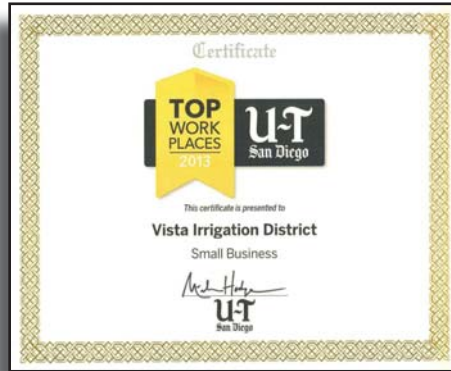 Certificate
TOP
WORK
PLACES
2013
U-T
San Diego
This certificate is presented to
Vista Irrigation District
Small Business
U-T
San Diego